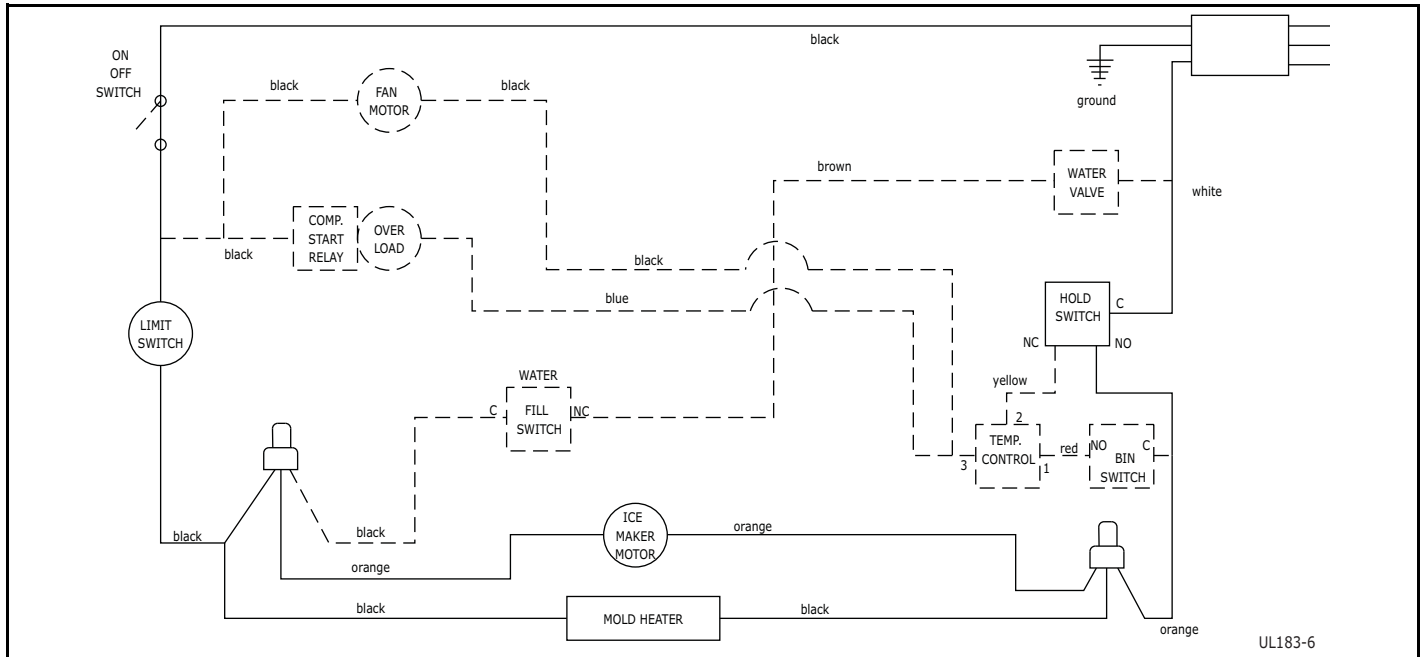 black
ON
OFF
SWITCH
black
FAN
MOTOR
black
ground
brown
WATER
VALVE
white
COMP.
START
RELAY
OVER
LOAD
black
black
blue
HOLD
SWITCH
C
NC
NO
LIMIT
SWITCH
WATER
C
FILL
SWITCH
NC
yellow
2
TEMP.
CONTROL
3
1
red
NO
C
BIN
SWITCH
black
black
ICE
MAKER
MOTOR
orange
orange
black
MOLD HEATER
black
orange
UL183-6